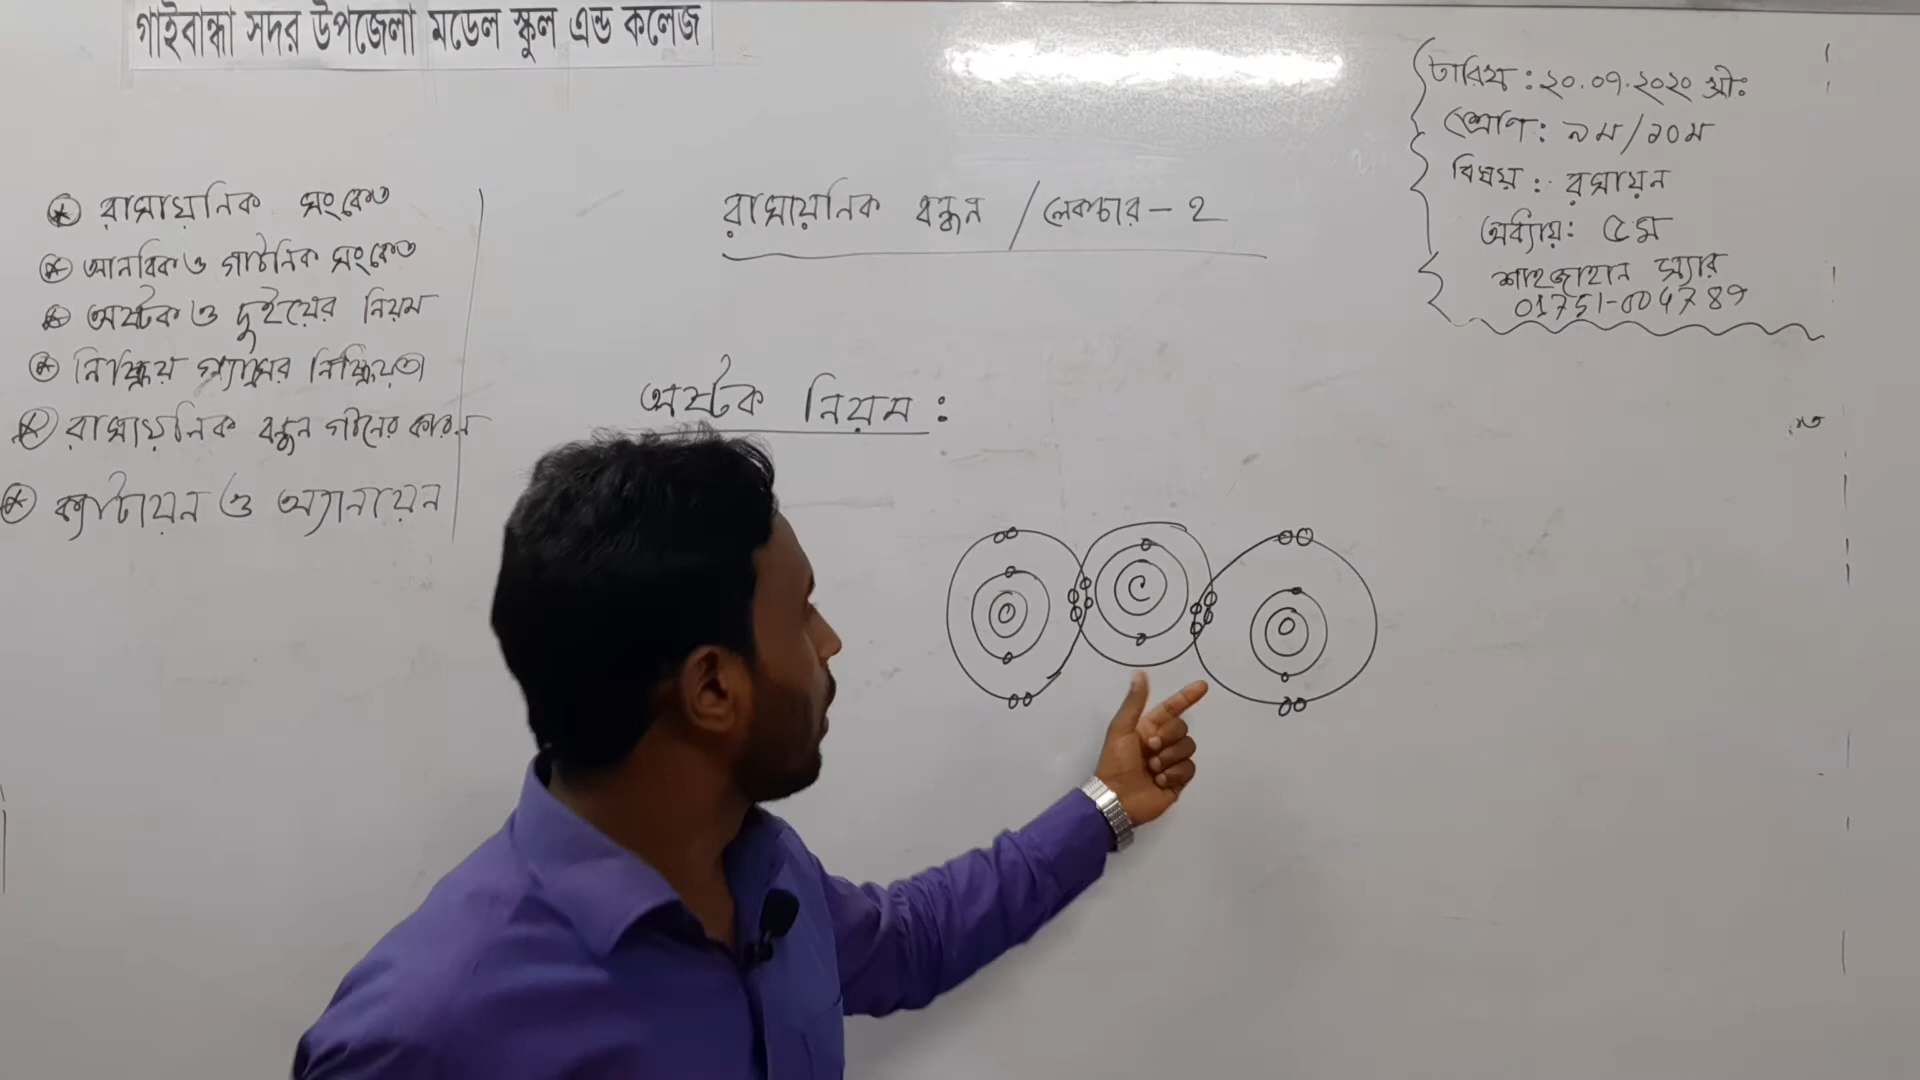 গাইবান্ধা সদর উপজেলা মডেল স্কুল এন্ড কলেজ
তারিখ : ২০.০৭.২০২০ খ্রীঃ
শ্রেণি : ৯ম/১০ম
বিষয় : রসায়ন
অধ্যায় : ৫ম
শাহজাহান স্যার
রাসায়নিক বন্ধন / লেকচার - ২
রাসায়নিক সংকেত
আনবিক ও গাঠনিক সংকেত
অষ্টক ও দুইয়ের নিয়ম
নিষ্ক্রিয় গ্যাসের নিষ্ক্রিয়তা
রাসায়নিক বন্ধন গঠনের কারন
ক্যাটায়ন ও অ্যানায়ন
অষ্টক নিয়ম :
C